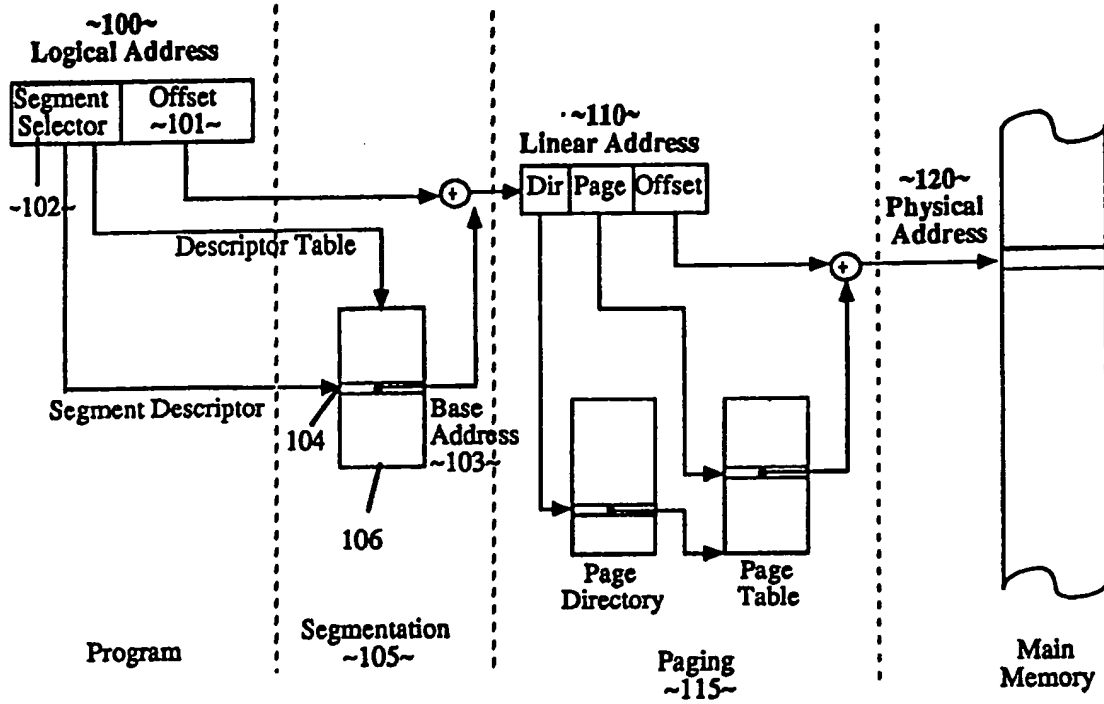 ~100~
Logical Address
Segment
Selector
Offset
~101~
~102~
Descriptor Table
Segment Descriptor
104
106
Base
Address
~103~
·~110~
Linear Address
Dir
Page
Offset
~120~
Physical
Address
Page
Directory
Page
Table
Program
Segmentation
~105~
Paging
~115~
Main
Memory
+
+